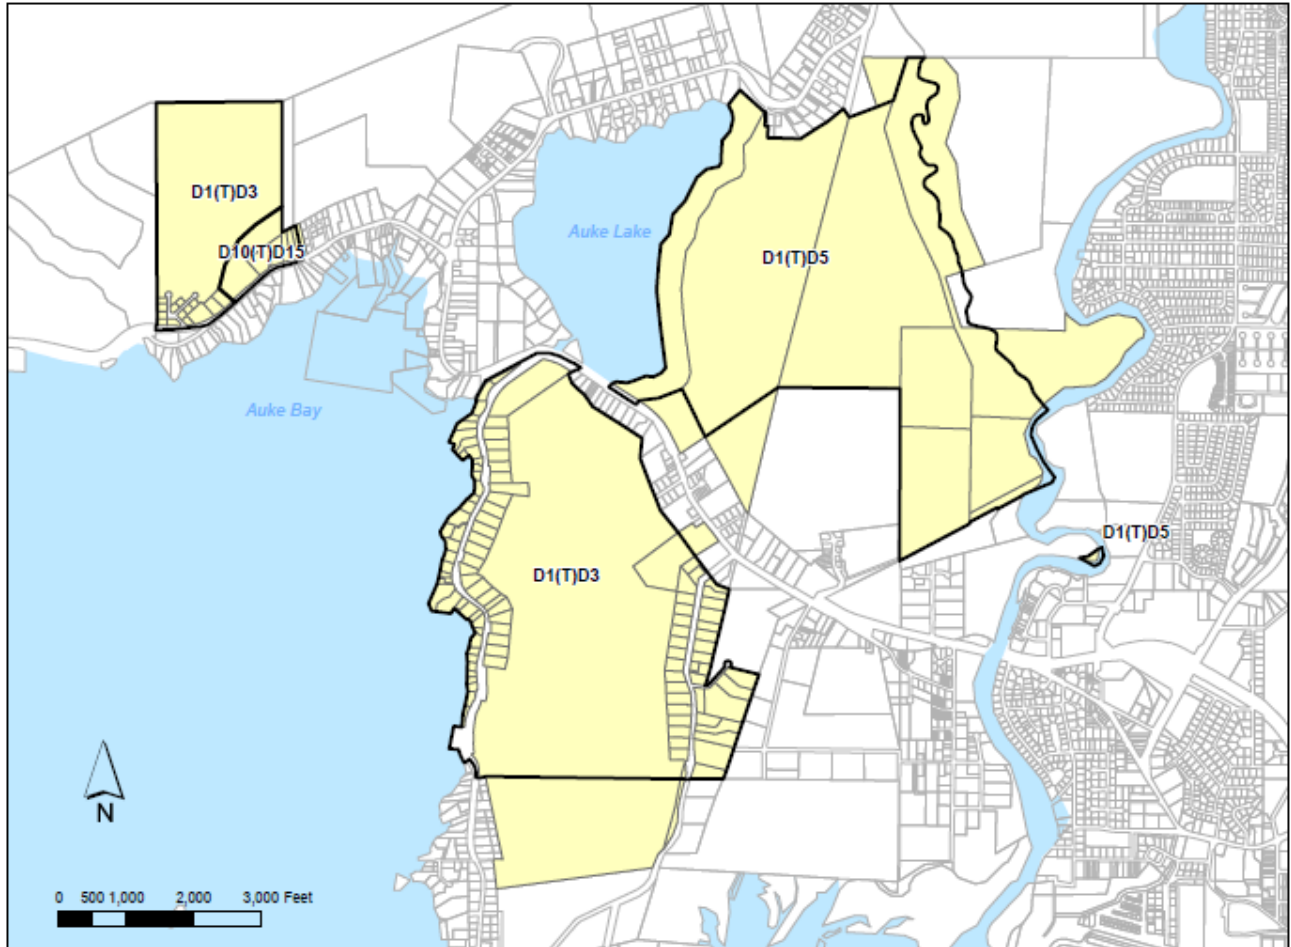 D1(T)D3
D10(T)D15
Auke Lake
D1(T)D5
Auke Bay
D1(T)D5
D1(T)D3
N
0 500 1,000 2,000 3,000 Feet